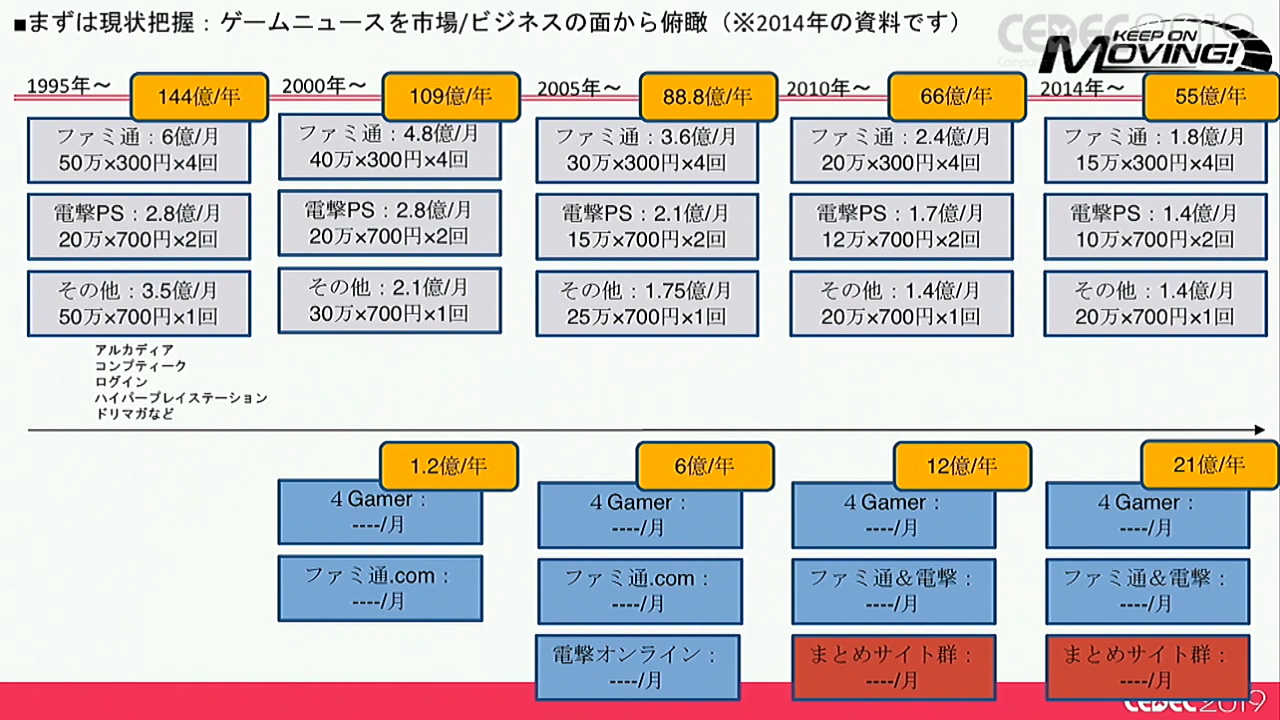 ■まずは現状把握：ゲームニュースを市場/ビジネスの面から俯瞰（※2014年の資料です）
CEDEC2019
KEEP ON
MOVING!
1995年～
144億/年
2000年～
109億/年
2005年～
88.8億/年
2010年～
66億/年
2014年～
55億/年
ファミ通：6億/月
50万×300円×4回
ファミ通：4.8億/月
40万×300円×4回
ファミ通：3.6億/月
30万×300円×4回
ファミ通：2.4億/月
20万×300円×4回
ファミ通：1.8億/月
15万×300円×4回
電撃PS：2.8億/月
20万×700円×2回
電撃PS：2.8億/月
20万×700円×2回
電撃PS：2.1億/月
15万×700円×2回
電撃PS：1.7億/月
12万×700円×2回
電撃PS：1.4億/月
10万×700円×2回
その他：3.5億/月
50万×700円×1回
その他：2.1億/月
30万×700円×1回
その他：1.75億/月
25万×700円×1回
その他：1.4億/月
20万×700円×1回
その他：1.4億/月
20万×700円×1回
アルカディア
コンプティーク
ログイン
ハイパープレイステーション
ドリマガなど
1.2億/年
6億/年
12億/年
21億/年
４Gamer：
----/月
４Gamer：
----/月
４Gamer：
----/月
４Gamer：
----/月
ファミ通.com：
----/月
ファミ通.com：
----/月
ファミ通＆電撃：
----/月
ファミ通＆電撃：
----/月
電撃オンライン：
----/月
まとめサイト群：
----/月
まとめサイト群：
----/月
CEDEC2019